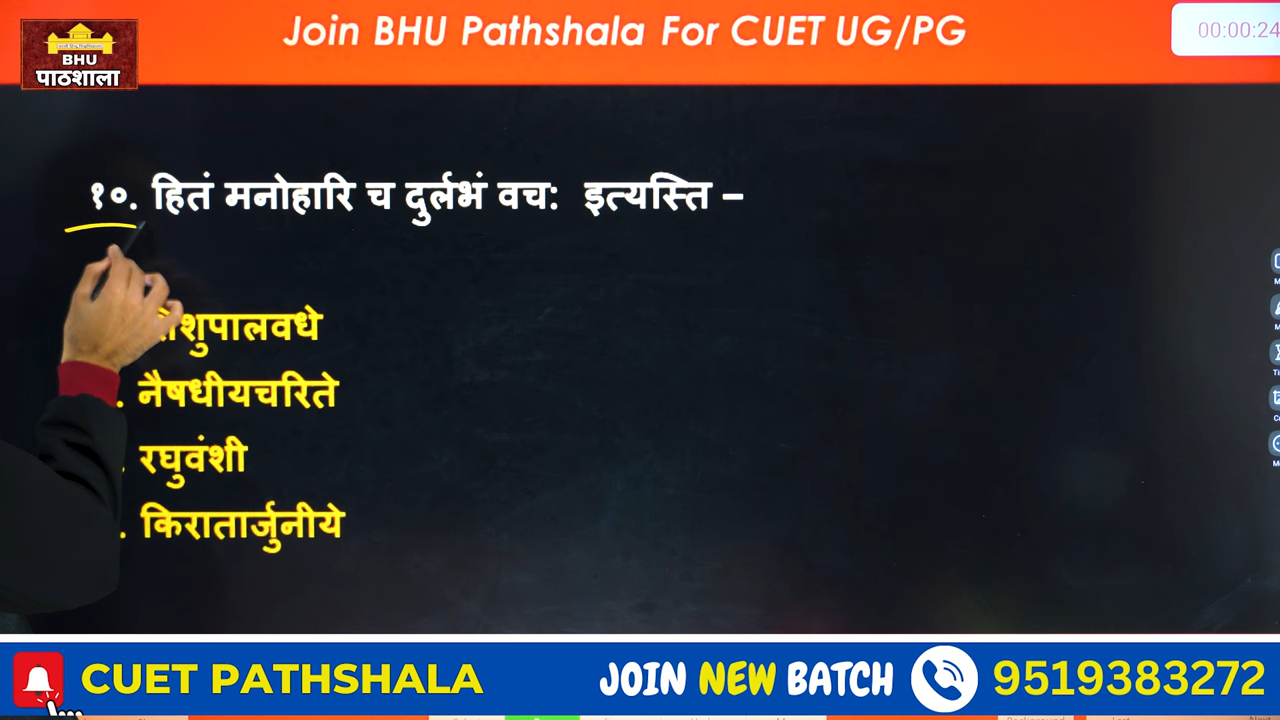 Join BHU Pathshala For CUET UG/PG
00:00:24
BHU
पाठशाला
१०. हितं मनोहारि च दुर्लभं वच: इत्यस्ति –
नैषधीयचरिते
रघुवंशी
किरातार्जुनीये
CUET PATHSHALA
JOIN NEW BATCH
9519383272